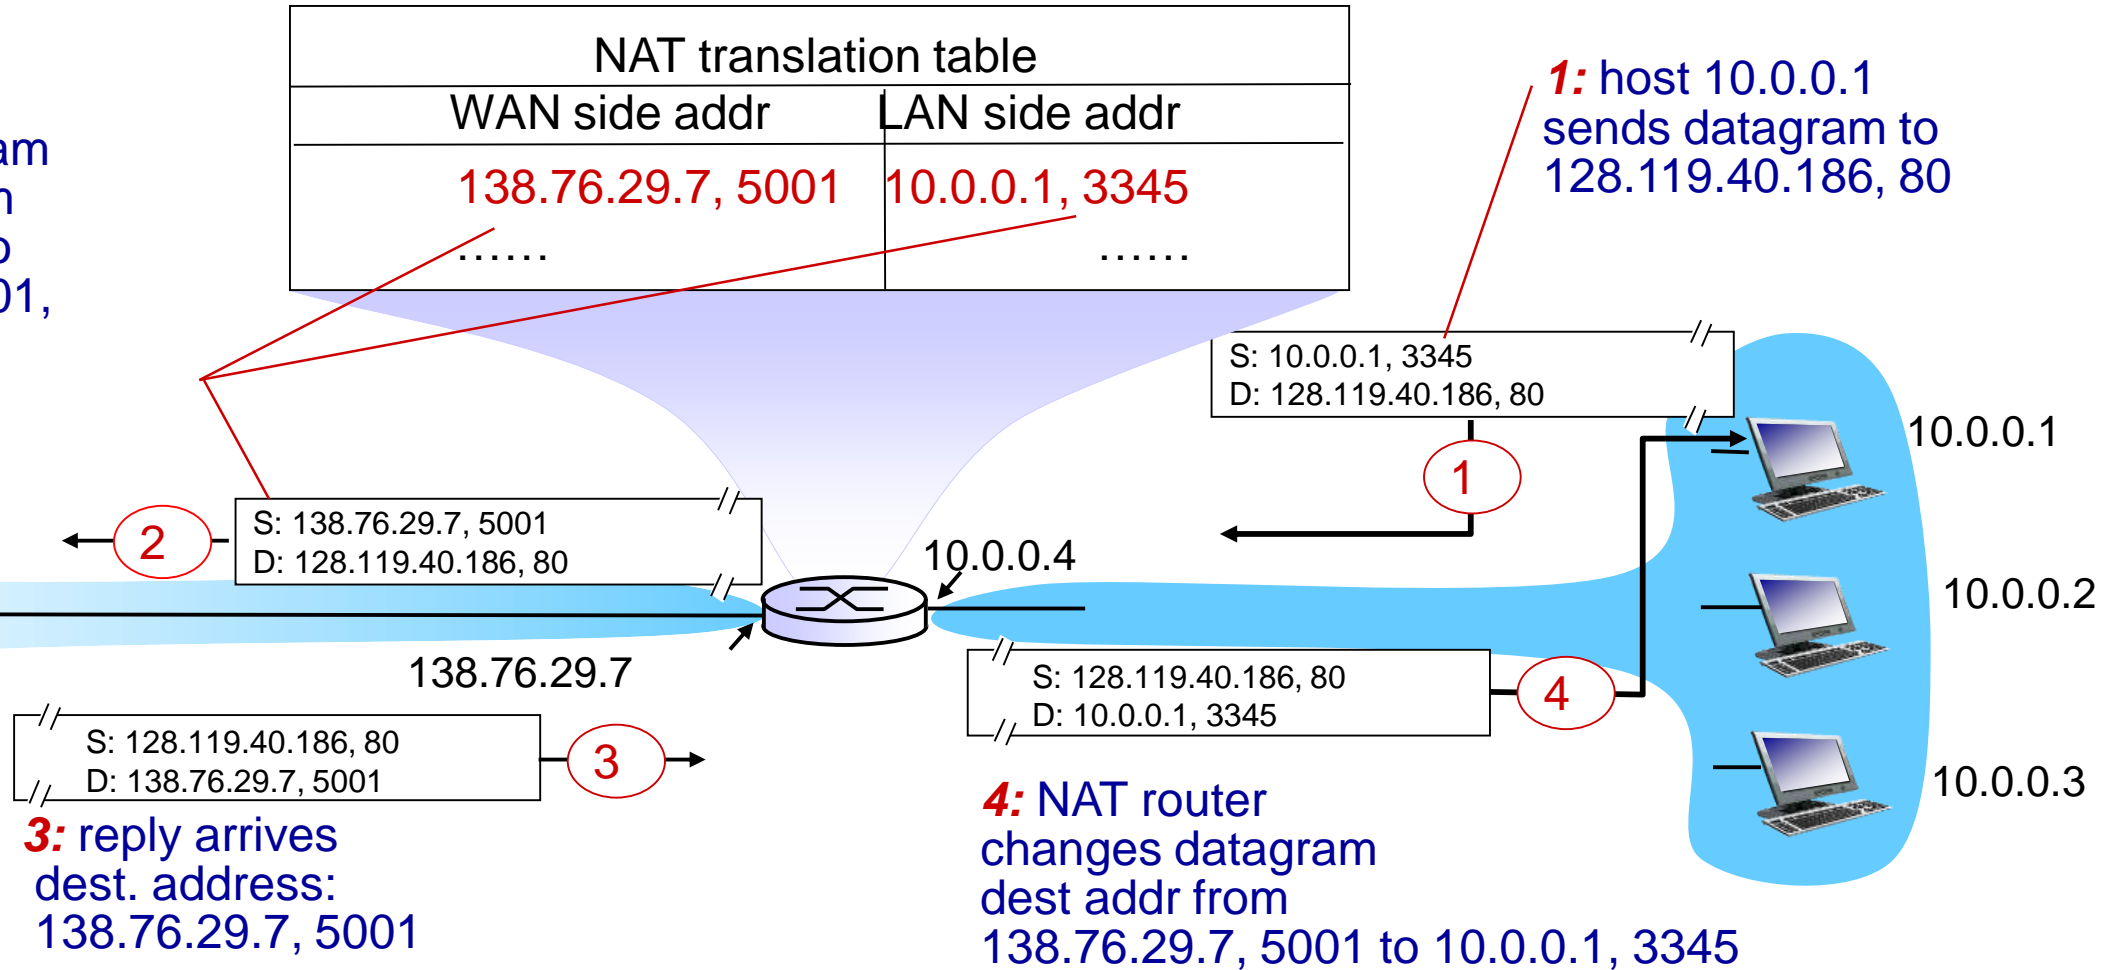 NAT translation table
WAN side addr LAN side addr
138.76.29.7, 5001 10.0.0.1, 3345
...... ......
1: host 10.0.0.1
sends datagram to
128.119.40.186, 80
01,
S: 10.0.0.1, 3345
D: 128.119.40.186, 80
1
10.0.0.1
2
S: 138.76.29.7, 5001
D: 128.119.40.186, 80
10.0.0.4
10.0.0.2
138.76.29.7
S: 128.119.40.186, 80
D: 10.0.0.1, 3345
4
S: 128.119.40.186, 80
D: 138.76.29.7, 5001
3
10.0.0.3
3: reply arrives
dest. address:
138.76.29.7, 5001
4: NAT router
changes datagram
dest addr from
138.76.29.7, 5001 to 10.0.0.1, 3345